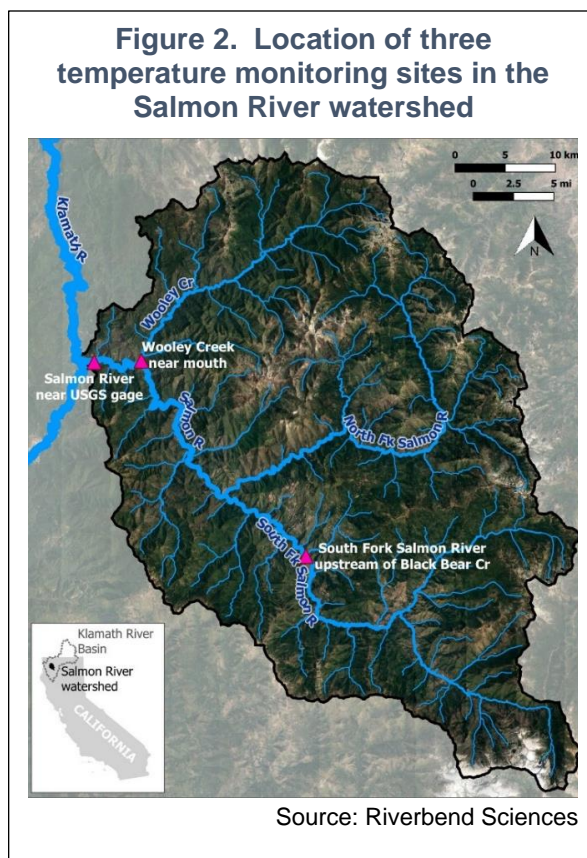 Figure 2. Location of three
temperature monitoring sites in the
Salmon River watershed
0 5 10 km
0 2.5 5 mi
N
Klamath R
Wooley Cr
Wooley Creek
near mouth
Salmon River
near USGS gage
Salmon R
North Fk Salmon R
South Fk Salmon R
South Fork Salmon River
upstream of Black Bear Cr
Klamath River
Basin
Salmon River
watershed
CALIFORNIA
Source: Riverbend Sciences